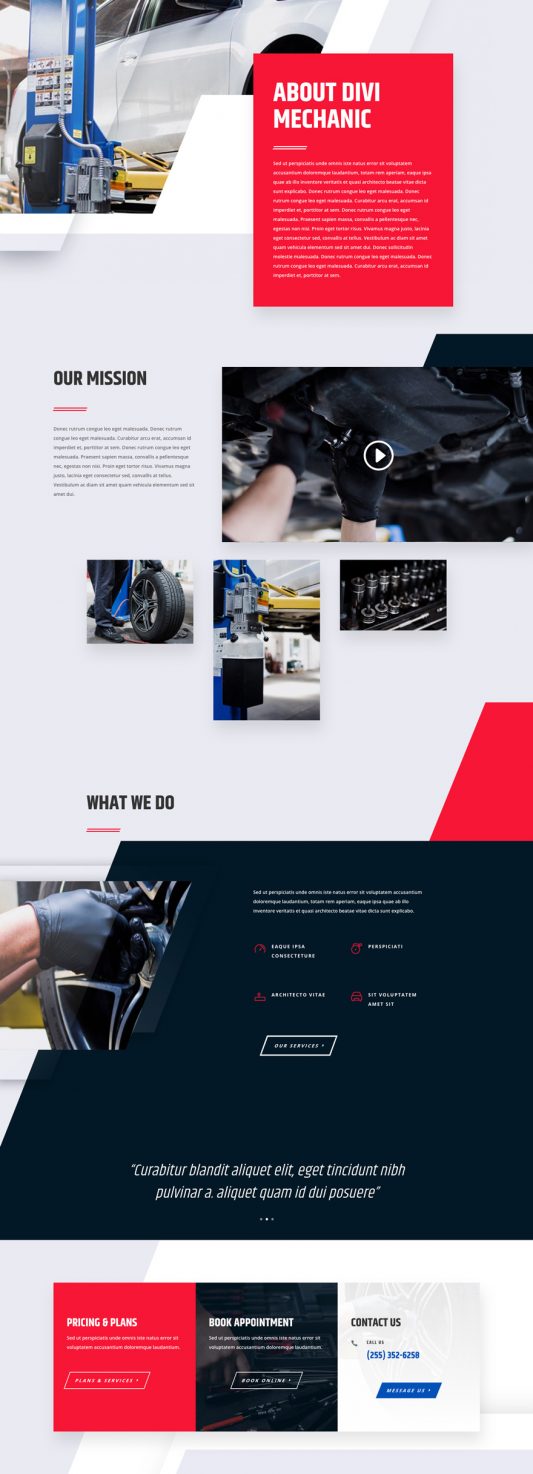 ABOUT DIVI
MECHANIC
Sed ut perspiciatis unde omnis iste natus error sit voluptatem
accusantium doloremque laudantium, totam rem aperiam, eaque ipsa
quae ab illo inventore veritatis et quasi architecto beatae vitae dicta
sunt explicabo. Donec rutrum congue leo eget malesuada. Donec
rutrum congue leo eget malesuada. Curabitur arcu erat, accumsan id
imperdiet et, porttitor at sem. Donec rutrum congue leo eget
malesuada. Praesent sapien massa, convallis a pellentesque nec,
egestas non nisi. Proin eget tortor risus. Vivamus magna justo, lacinia
eget consectetur sed, convallis at tellus. Vestibulum ac diam sit amet
quam vehicula elementum sed sit amet dui. Donec sollicitudin
molestie malesuada. Donec rutrum congue leo eget malesuada. Donec
rutrum congue leo eget malesuada. Curabitur arcu erat, accumsan id
imperdiet et, porttitor at sem.
OUR MISSION
Donec rutrum congue leo eget malesuada. Donec rutrum
congue leo eget malesuada. Curabitur arcu erat, accumsan id
imperdiet et, porttitor at sem. Donec rutrum congue leo eget
malesuada. Praesent sapien massa, convallis a pellentesque
nec, egestas non nisi. Proin eget tortor risus. Vivamus magna
justo, lacinia eget consectetur sed, convallis at tellus.
Vestibulum ac diam sit amet quam vehicula elementum sed sit
amet dui.
WHAT WE DO
Sed ut perspiciatis unde omnis iste natus error sit voluptatem accusantium
doloremque laudantium, totam rem aperiam, eaque ipsa quae ab illo
inventore veritatis et quasi architecto beatae vitae dicta sunt explicabo.
EAQUE IPSA
CONSECTETURE
PERSPICIATI
ARCHITECTO VITAE
SIT VOLUPTATEM
AMET SIT
OUR SERVICES
“Curabitur blandit aliquet elit, eget tincidunt nibh
pulvinar a. aliquet quam id dui posuere”
PRICING & PLANS
Sed ut perspiciatis unde omnis iste natus error sit
voluptatem accusantium doloremque laudantium.
PLANS & SERVICES
BOOK APPOINTMENT
Sed ut perspiciatis unde omnis iste natus error sit
voluptatem accusantium doloremque laudantium.
BOOK ONLINE
CONTACT US
CALL US
(255) 352-6258
MESSAGE US